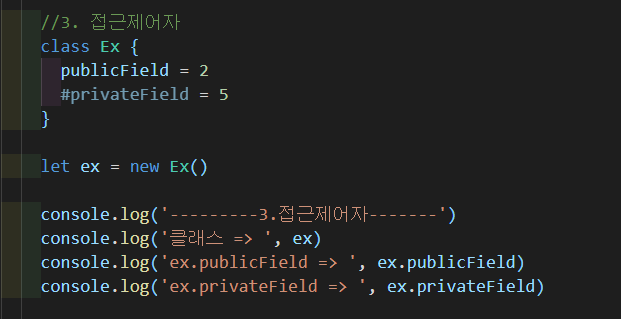 //3. 접근제어자
class Ex {
publicField = 2
#privateField = 5
}
let ex = new Ex()
console.log('---------3.접근제어자-------')
console.log('클래스 => ', ex)
console.log('ex.publicField => ', ex.publicField)
console.log('ex.privateField => ', ex.privateField)